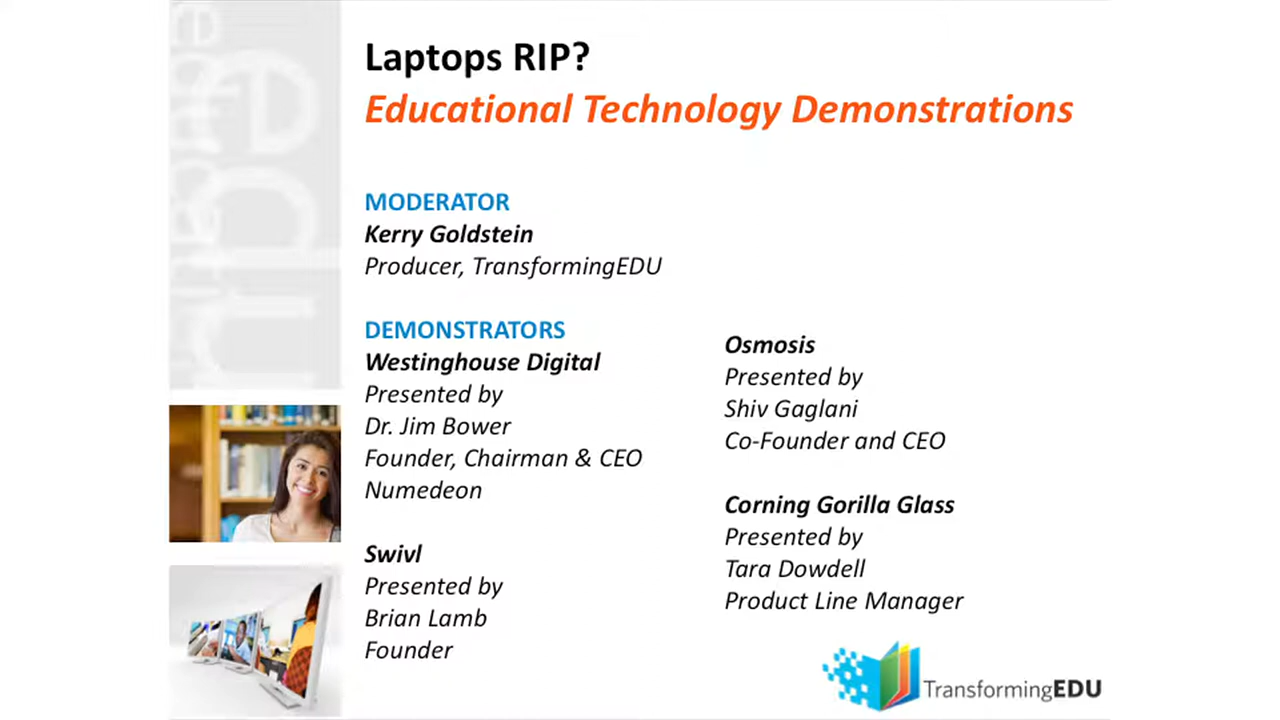 Laptops RIP?
Educational Technology Demonstrations
MODERATOR
Kerry Goldstein
Producer, TransformingEDU
DEMONSTRATORS
Westinghouse Digital
Presented by
Dr. Jim Bower
Founder, Chairman & CEO
Numedeon
Swivl
Presented by
Brian Lamb
Founder
Osmosis
Presented by
Shiv Gaglani
Co-Founder and CEO
Corning Gorilla Glass
Presented by
Tara Dowdell
Product Line Manager
TransformingEDU